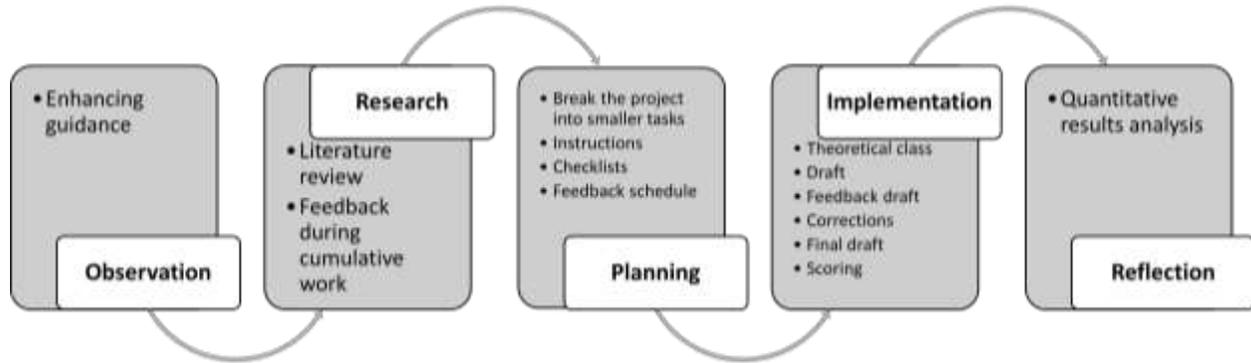 • Enhancing
guidance
Observation
Research
• Literature
review
• Feedback
during
cumulative
work
• Break the project
into smaller tasks
• Instructions
• Checklists
• Feedback schedule
Planning
Implementation
• Theoretical class
• Draft
• Feedback draft
• Corrections
• Final draft
• Scoring
• Quantitative
results analysis
Reflection